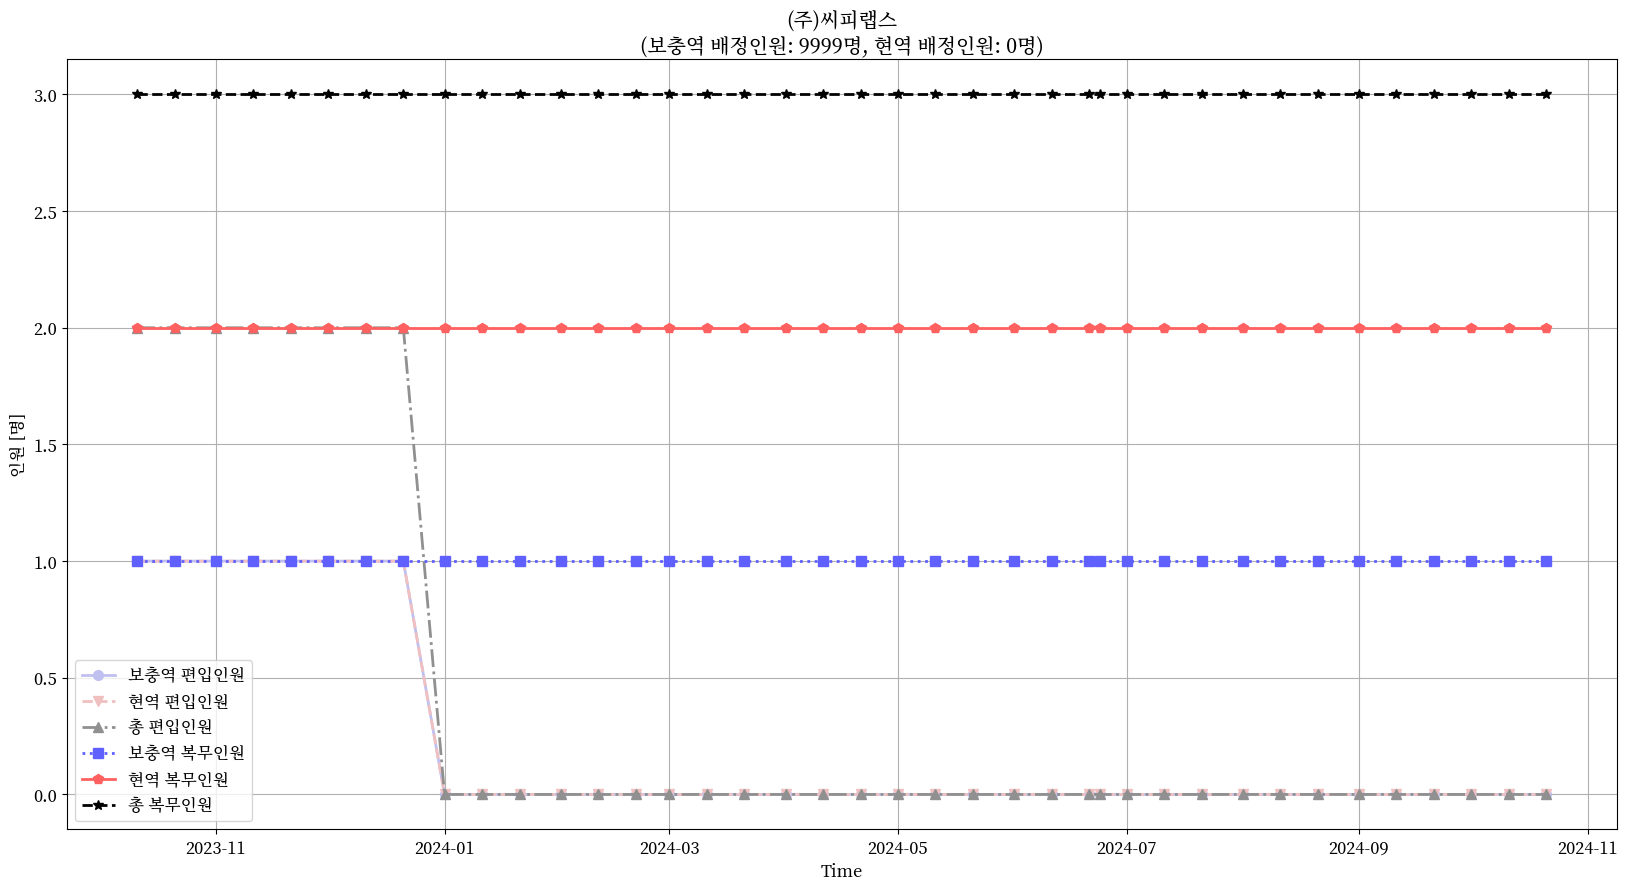 (주)씨피랩스
(보충역 배정인원: 9999명, 현역 배정인원: 0명)
3.0
2.5
2.0
1.5
1.0
0.5
0.0
인원 [명]
보충역 편입인원
현역 편입인원
총 편입인원
보충역 복무인원
현역 복무인원
총 복무인원
2023-11
2024-01
2024-03
2024-05
2024-07
2024-09
2024-11
Time